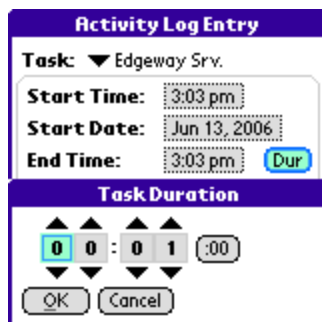 Activity Log Entry
Task: Edgeway Srv.
Start Time: 3:03 pm
Start Date: Jun 13, 2006
End Time: 3:03 pm Dur
Task Duration
0 0 : 0 1 :00
OK Cancel